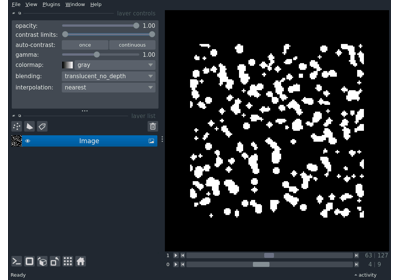 File View Plugins Window Help
layer controls
opacity: 1.00
contrast limits:
auto-contrast: once continuous
gamma: 1.00
colormap: gray
blending: translucent_no_depth
interpolation: nearest
layer list
Image
1 63 127
0 4 9
Ready activity